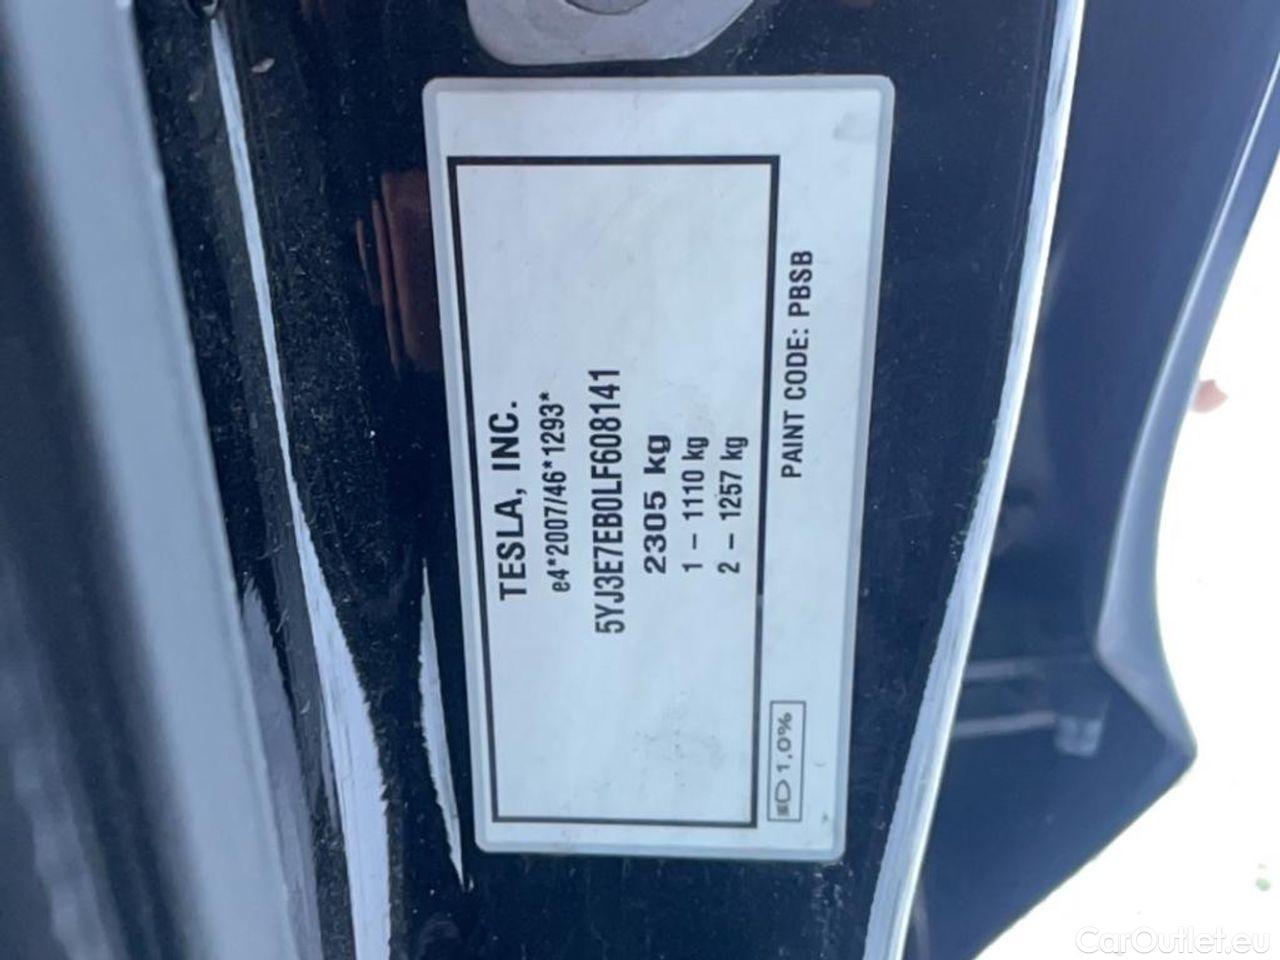 TESLA, INC.
e4*2007/46*1293*
5YJ3E7EB0LF608141
2305 kg
1 – 1110 kg
2 – 1257 kg
PAINT CODE: PBSB
1.0%
CarOutlet.eu